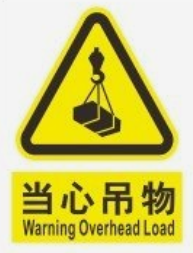 当心吊物
Warning Overhead Load